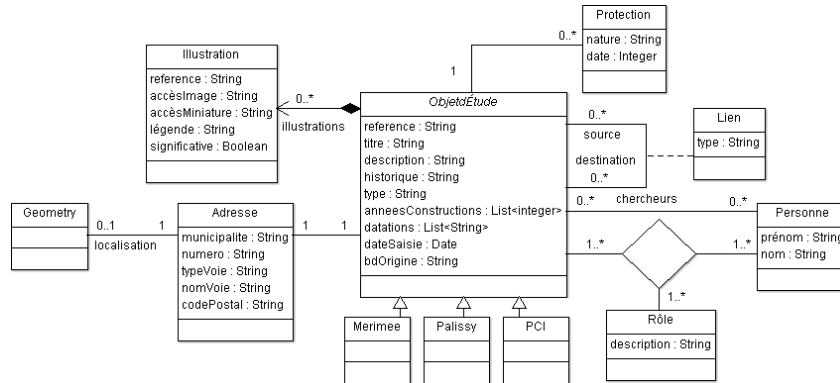 Protection
nature : String
date : Integer
0..*
1
Illustration
reference : String
accèsImage : String
accèsMiniature : String
légende : String
significative : Boolean
0..*
illustrations
ObjetdÉtude
reference : String
titre : String
description : String
historique : String
type : String
anneesConstructions : List<integer>
datations : List<String>
dateSaisie : Date
bdOrigine : String
0..*
source
destination
0..*
Lien
type : String
Geometry
0..1
localisation
Adresse
municipalite : String
numero : String
typeVoie : String
nomVoie : String
codePostal : String
1
1
0..*
chercheurs
0..*
Personne
prénom : String
nom : String
1..*
1..*
1..*
Rôle
description : String
Merimee
Palissy
PCI